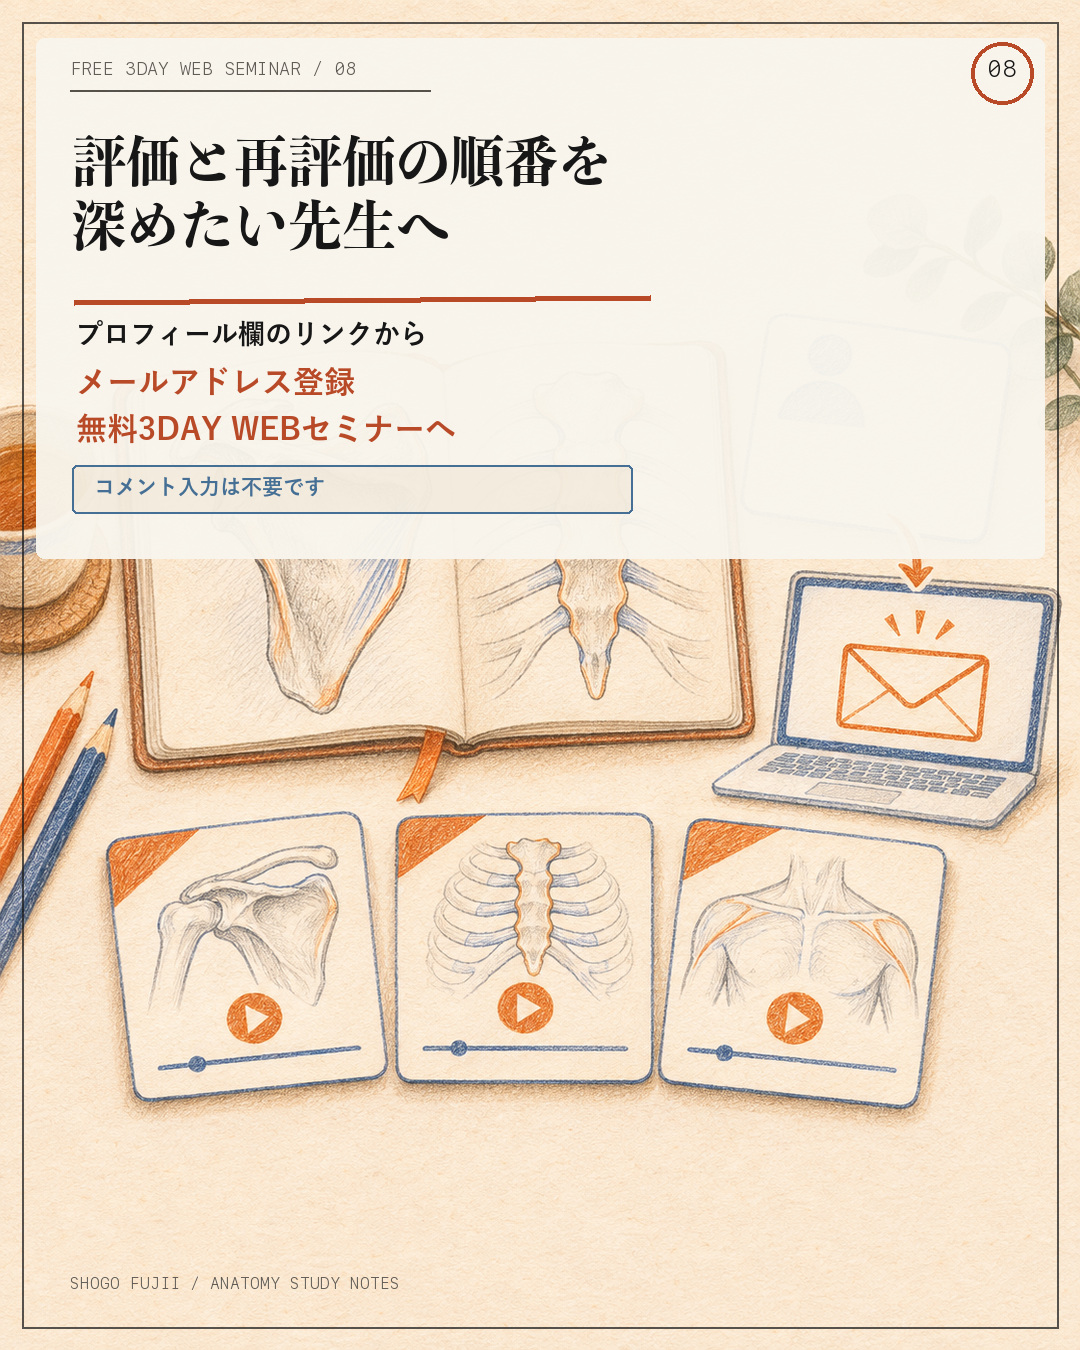 FREE 3DAY WEB SEMINAR / 08
08
評価と再評価の順番を
深めたい先生へ
プロフィール欄のリンクから
メールアドレス登録
無料3DAY WEBセミナーへ
コメント入力は不要です
SHOGO FUJII / ANATOMY STUDY NOTES